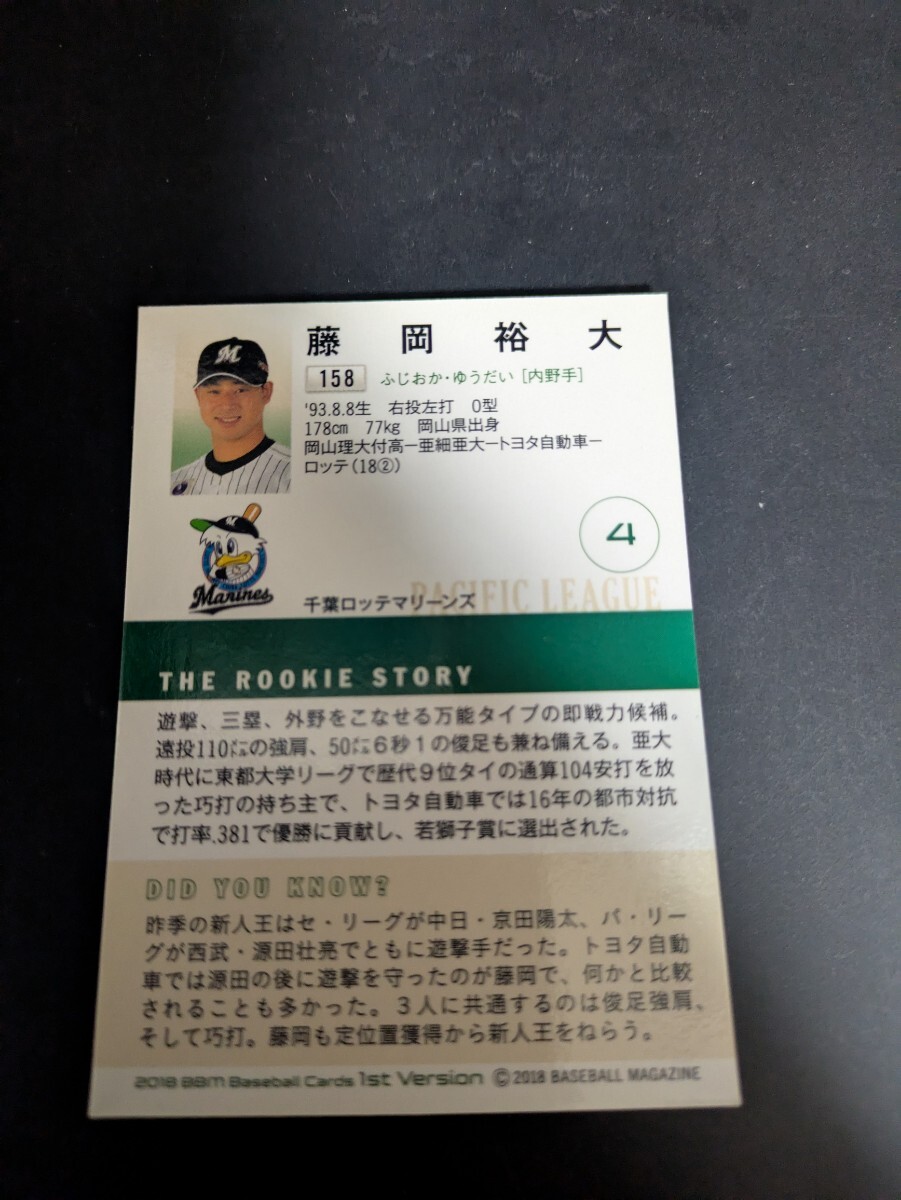 藤岡裕大
158 ふじおか・ゆうだい [内野手]
'93.8.8生 右投左打 O型
178cm 77kg 岡山県出身
岡山理大付高ー亜細亜大ートヨタ自動車ー
ロッテ(18②)
M
M
4
Marines
千葉ロッテマリーンズ
PACIFIC LEAGUE
THE ROOKIE STORY
遊撃、三塁、外野をこなせる万能タイプの即戦力候補。
遠投110㍍の強肩、50㍍6秒1の俊足も兼ね備える。亜大
時代に東都大学リーグで歴代9位タイの通算104安打を放
った巧打の持ち主で、トヨタ自動車では16年の都市対抗
で打率.381で優勝に貢献し、若獅子賞に選出された。
DID YOU KNOW?
昨季の新人王はセ・リーグが中日・京田陽太、パ・リー
グが西武・源田壮亮でともに遊撃手だった。トヨタ自動
車では源田の後に遊撃を守ったのが藤岡で、何かと比較
されることも多かった。3人に共通するのは俊足強肩、
そして巧打。藤岡も定位置獲得から新人王をねらう。
2018 BBM Baseball Cards 1st Version ©2018 BASEBALL MAGAZINE